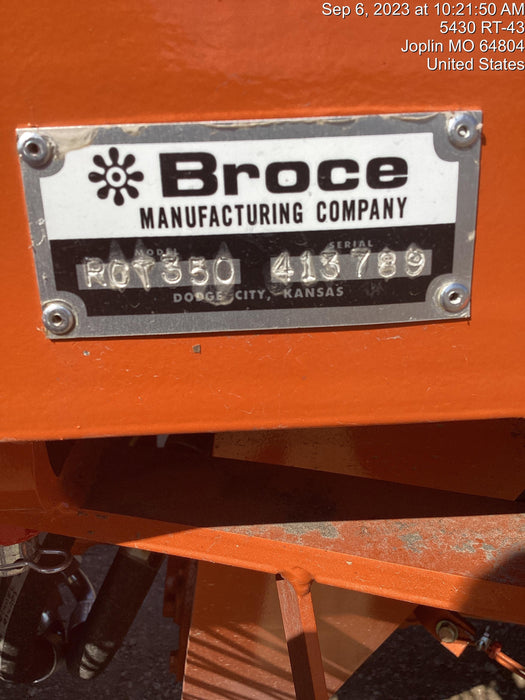 Sep 6, 2023 at 10:21:50 AM
5430 RT-43
Joplin MO 64804
United States
Broce
MANUFACTURING COMPANY
MODEL SERIAL
RCT350 413789
DODGE CITY, KANSAS